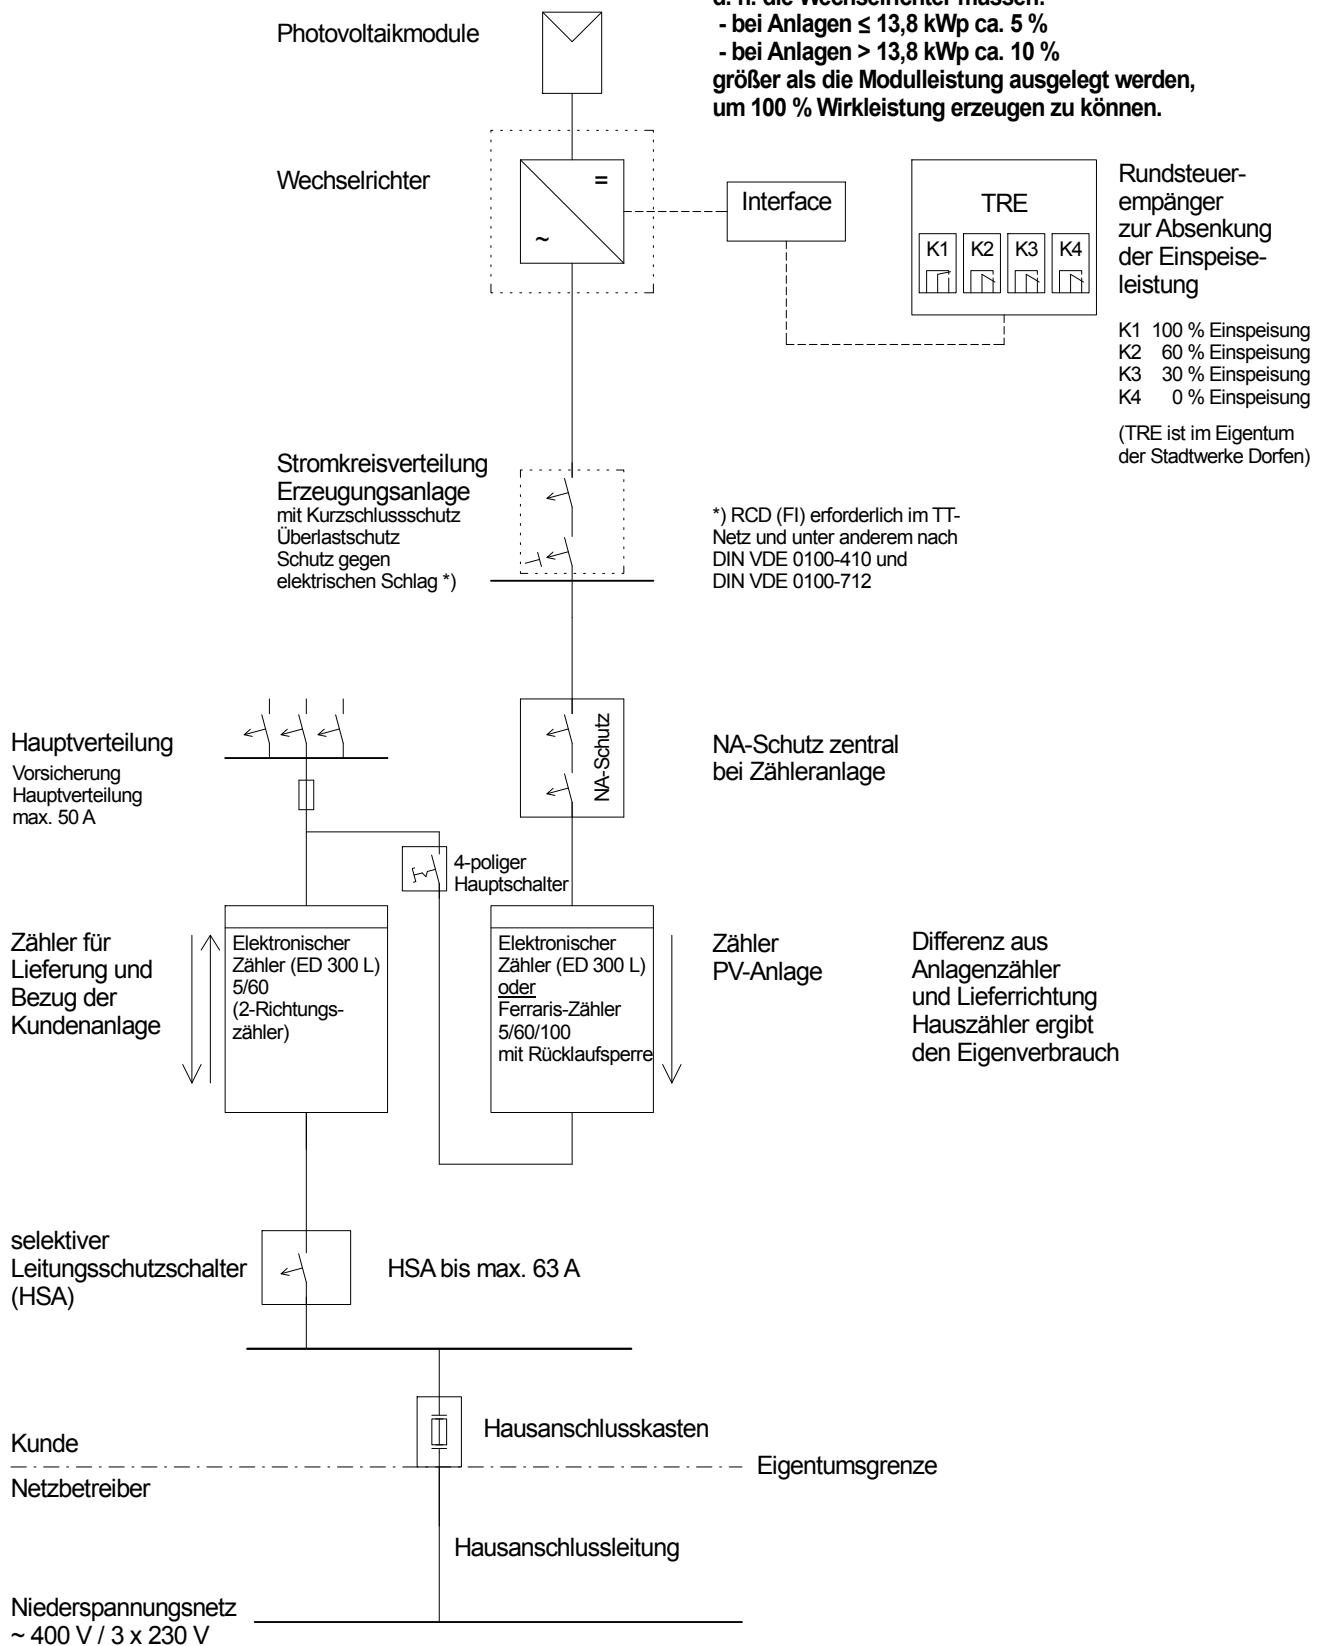 d. h. die Wechselrichter müssen:
- bei Anlagen ≤ 13,8 kWp ca. 5 %
- bei Anlagen > 13,8 kWp ca. 10 %
größer als die Modulleistung ausgelegt werden,
um 100 % Wirkleistung erzeugen zu können.
Photovoltaikmodule
Wechselrichter
=
~
Interface
TRE
K1 K2 K3 K4
Rundsteuer-
empänger
zur Absenkung
der Einspeise-
leistung
K1 100 % Einspeisung
K2 60 % Einspeisung
K3 30 % Einspeisung
K4 0 % Einspeisung
(TRE ist im Eigentum
der Stadtwerke Dorfen)
Stromkreisverteilung
Erzeugungsanlage
mit Kurzschlussschutz
Überlastschutz
Schutz gegen
elektrischen Schlag *)
*) RCD (FI) erforderlich im TT-
Netz und unter anderem nach
DIN VDE 0100-410 und
DIN VDE 0100-712
Hauptverteilung
Vorsicherung
Hauptverteilung
max. 50 A
NA-Schutz
NA-Schutz zentral
bei Zähleranlage
4-poliger
Hauptschalter
Zähler für
Lieferung und
Bezug der
Kundenanlage
Elektronischer
Zähler (ED 300 L)
5/60
(2-Richtungs-
zähler)
Elektronischer
Zähler (ED 300 L)
oder
Ferraris-Zähler
5/60/100
mit Rücklaufsperre
Zähler
PV-Anlage
Differenz aus
Anlagenzähler
und Lieferrichtung
Hauszähler ergibt
den Eigenverbrauch
selektiver
Leitungsschutzschalter
(HSA)
HSA bis max. 63 A
Hausanschlusskasten
Kunde
Eigentumsgrenze
Netzbetreiber
Hausanschlussleitung
Niederspannungsnetz
~ 400 V / 3 x 230 V